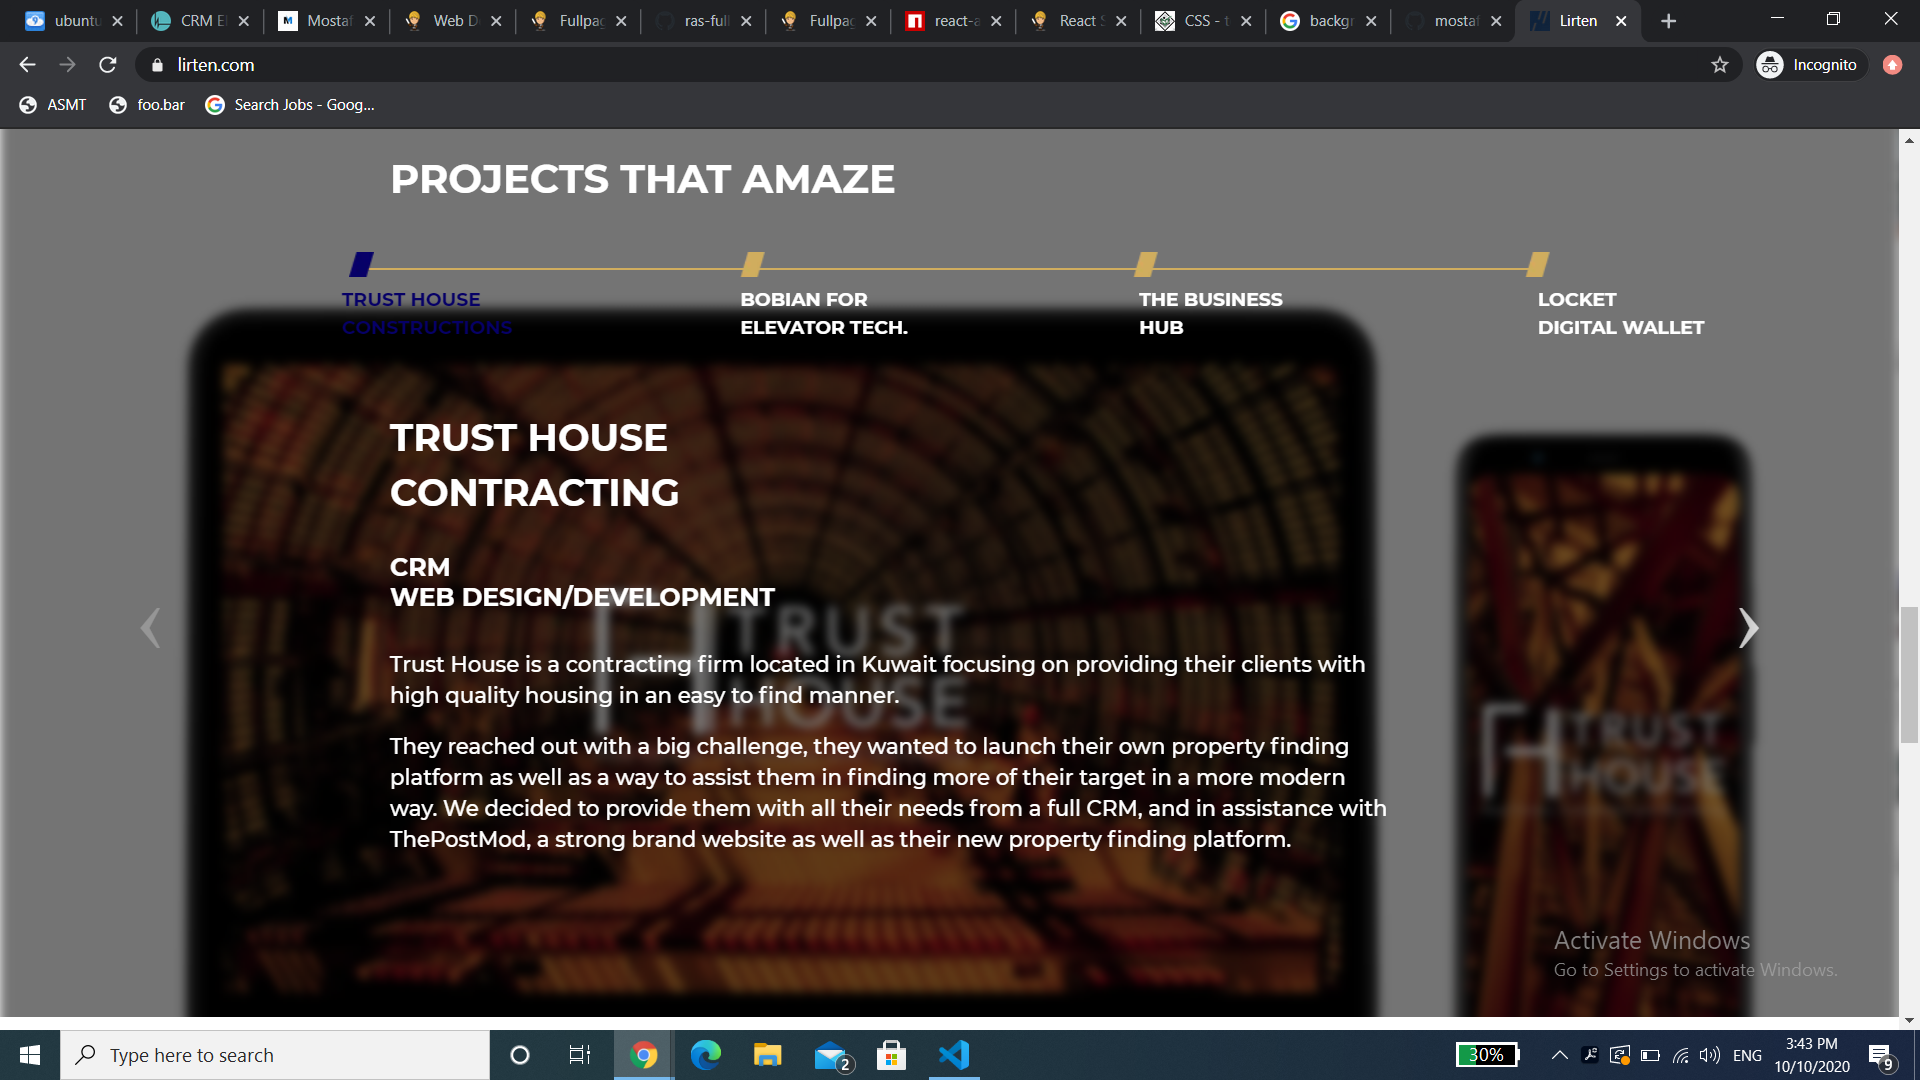 ubuntu
CRM El
Mostaf
Web D
Fullpag
ras-full
Fullpag
react-a
React S
CSS - t
backgr
mostaf
Lirten
lirten.com
Incognito
ASMT
foo.bar
Search Jobs - Goog...
PROJECTS THAT AMAZE
TRUST HOUSE
CONSTRUCTIONS
BOBIAN FOR
ELEVATOR TECH.
THE BUSINESS
HUB
LOCKET
DIGITAL WALLET
TRUST HOUSE
CONTRACTING
CRM
WEB DESIGN/DEVELOPMENT
TRUST
HOUSE
Trust House is a contracting firm located in Kuwait focusing on providing their clients with
high quality housing in an easy to find manner.
They reached out with a big challenge, they wanted to launch their own property finding
platform as well as a way to assist them in finding more of their target in a more modern
way. We decided to provide them with all their needs from a full CRM, and in assistance with
ThePostMod, a strong brand website as well as their new property finding platform.
TRUST
HOUSE
Activate Windows
Go to Settings to activate Windows.
Type here to search
2
30%
ENG
3:43 PM
10/10/2020
9